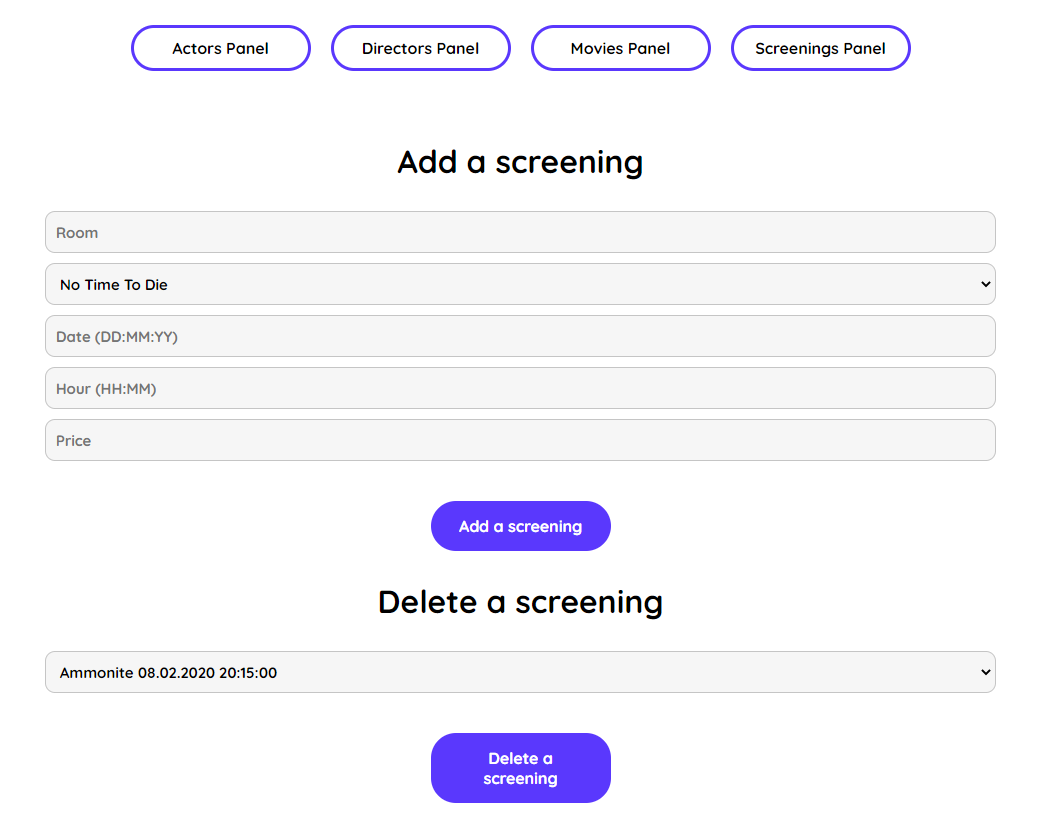 Actors Panel
Directors Panel
Movies Panel
Screenings Panel
Add a screening
Room
No Time To Die
Date (DD:MM:YY)
Hour (HH:MM)
Price
Add a screening
Delete a screening
Ammonite 08.02.2020 20:15:00
Delete a
screening